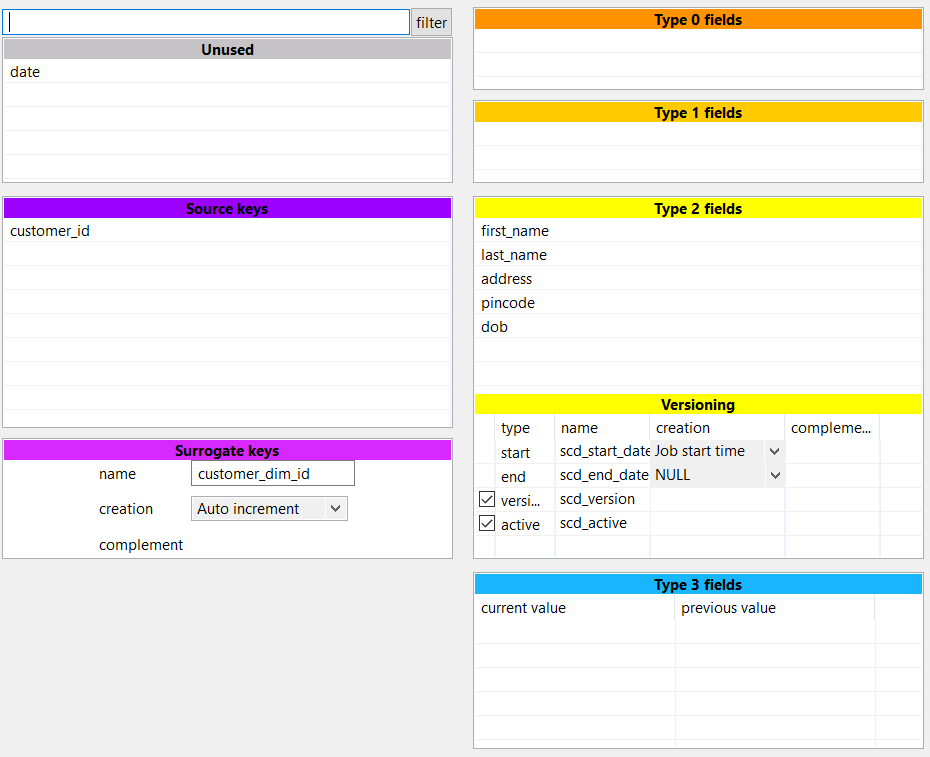 filter
Unused
date
Source keys
customer_id
Surrogate keys
name customer_dim_id
creation Auto increment
complement
Type 0 fields
Type 1 fields
Type 2 fields
first_name
last_name
address
pincode
dob
Versioning
type name creation compleme...
start scd_start_date Job start time
end scd_end_date NULL
versi... scd_version
active scd_active
Type 3 fields
current value previous value